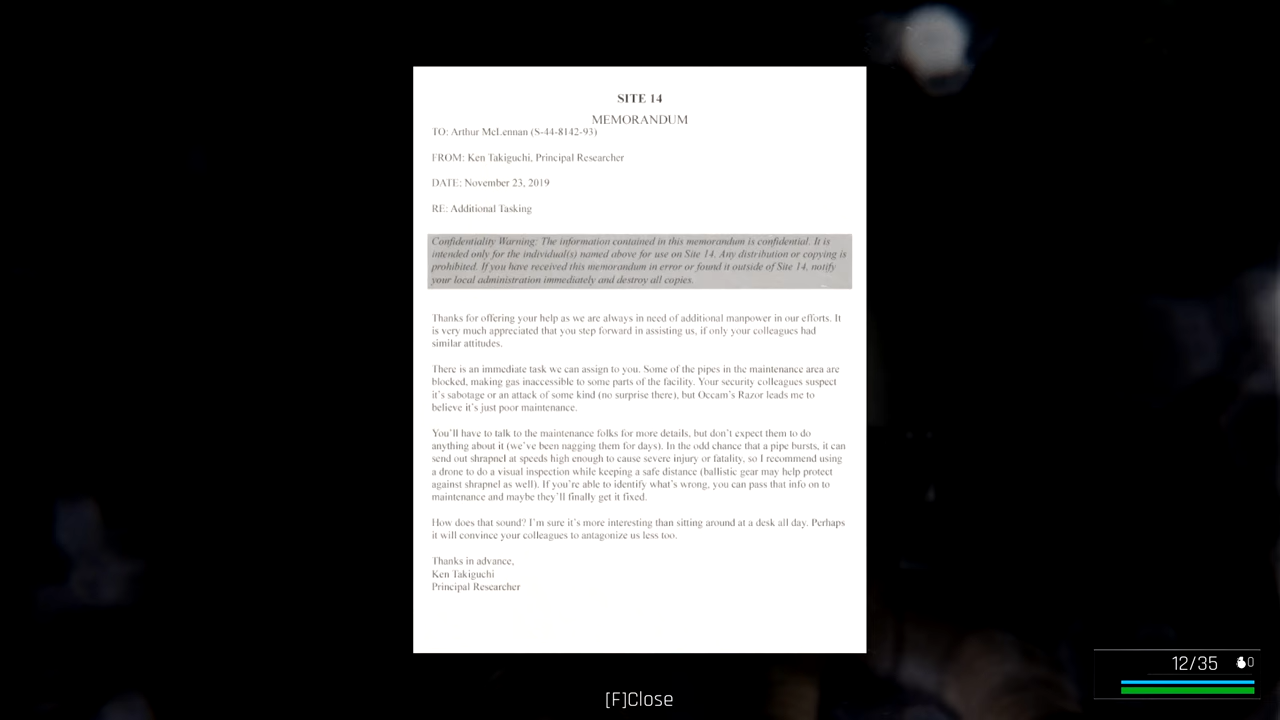 SITE 14
MEMORANDUM
TO: Arthur McLennan (S-44-8142-93)
FROM: Ken Takiguchi, Principal Researcher
DATE: November 23, 2019
RE: Additional Tasking
Confidentiality Warning: The information contained in this memorandum is confidential. It is
intended only for the individual(s) named above for use on Site 14. Any distribution or copying is
prohibited. If you have received this memorandum in error or found it outside of Site 14, notify
your local administration immediately and destroy all copies.
Thanks for offering your help as we are always in need of additional manpower in our efforts. It
is very much appreciated that you step forward in assisting us, if only your colleagues had
similar attitudes.
There is an immediate task we can assign to you. Some of the pipes in the maintenance area are
blocked, making gas inaccessible to some parts of the facility. Your security colleagues suspect
it's sabotage or an attack of some kind (no surprise there), but Occam's Razor leads me to
believe it's just poor maintenance.
You'll have to talk to the maintenance folks for more details, but don't expect them to do
anything about it (we've been nagging them for days). In the odd chance that a pipe bursts, it can
send out shrapnel at speeds high enough to cause severe injury or fatality, so I recommend using
a drone to do a visual inspection while keeping a safe distance (ballistic gear may help protect
against shrapnel as well). If you're able to identify what's wrong, you can pass that info on to
maintenance and maybe they'll finally get it fixed.
How does that sound? I'm sure it's more interesting than sitting around at a desk all day. Perhaps
it will convince your colleagues to antagonize us less too.
Thanks in advance,
Ken Takiguchi
Principal Researcher
12/35 0
[F]Close